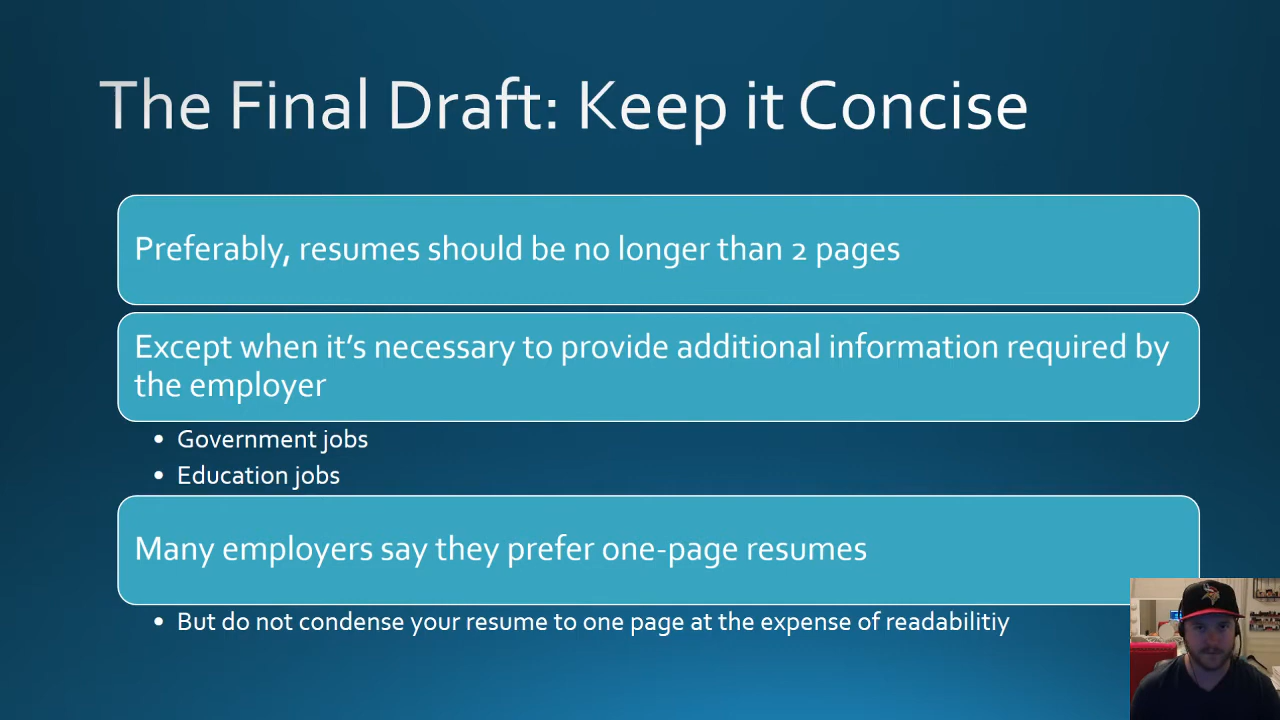 The Final Draft: Keep it Concise
Preferably, resumes should be no longer than 2 pages
Except when it’s necessary to provide additional information required by
the employer
• Government jobs
• Education jobs
Many employers say they prefer one-page resumes
• But do not condense your resume to one page at the expense of readabilitiy